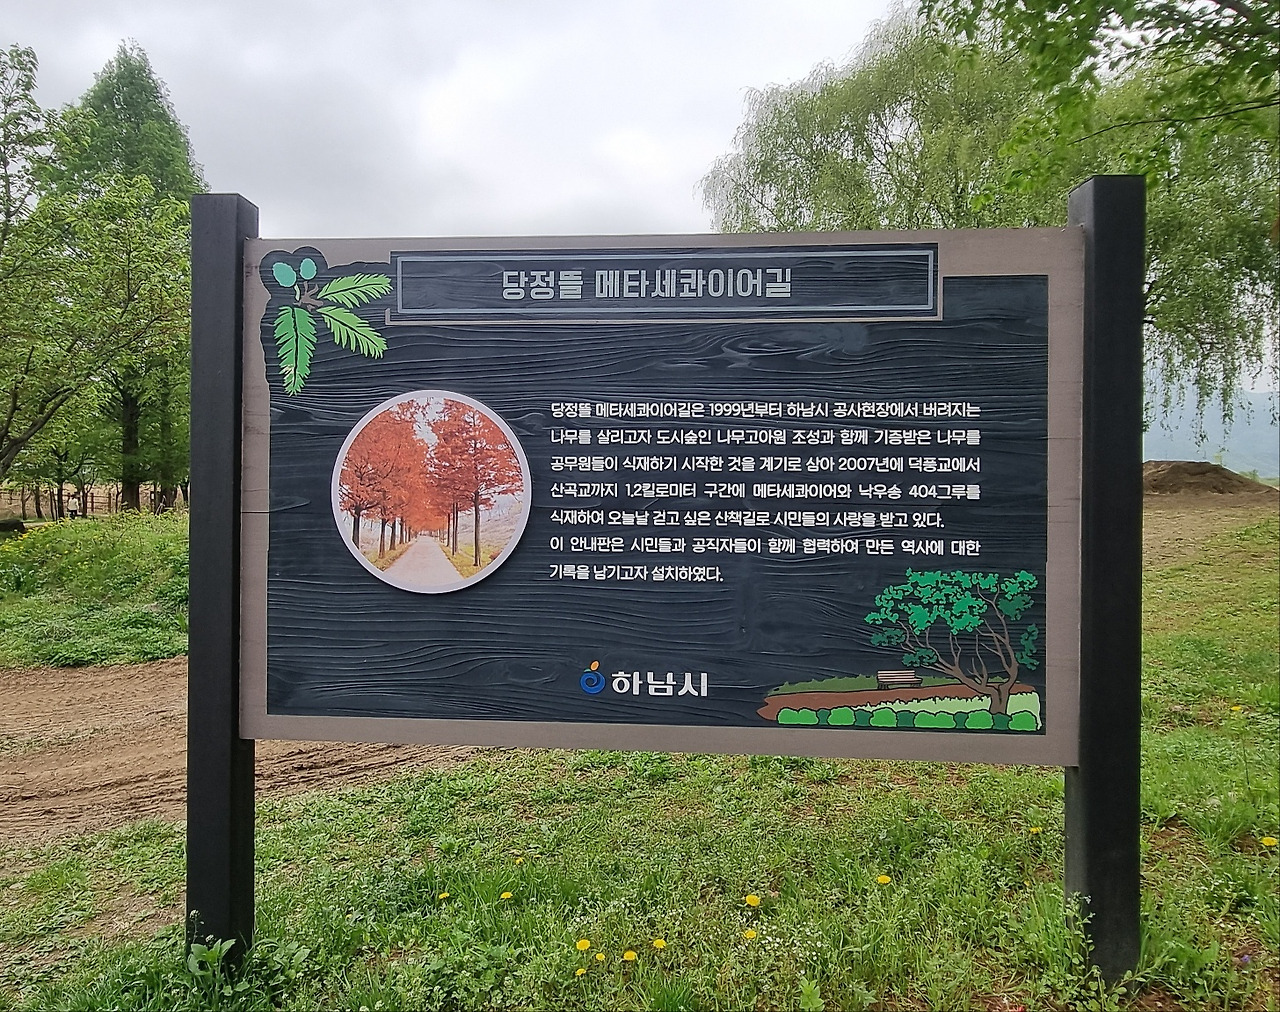 당정뜰 메타세콰이어길
당정뜰 메타세콰이어길은 1999년부터 하남시 공사현장에서 버려지는
나무를 살리고자 도시숲인 나무고아원 조성과 함께 기증받은 나무를
공무원들이 식재하기 시작한 것을 계기로 삼아 2007년에 덕풍교에서
산곡교까지 1.2킬로미터 구간에 메타세콰이어와 낙우송 404그루를
식재하여 오늘날 걷고 싶은 산책길로 시민들의 사랑을 받고 있다.
이 안내판은 시민들과 공직자들이 함께 협력하여 만든 역사에 대한
기록을 남기고자 설치하였다.
하남시